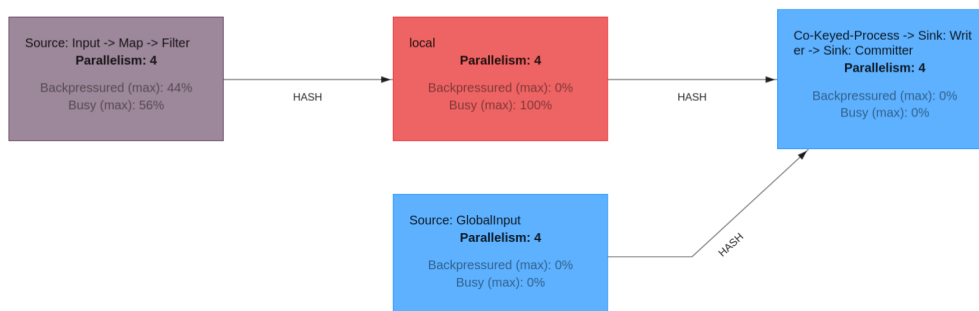 Source: Input -> Map -> Filter
Parallelism: 4
Backpressured (max): 44%
Busy (max): 56%
HASH
local
Parallelism: 4
Backpressured (max): 0%
Busy (max): 100%
HASH
Co-Keyed-Process -> Sink: Writ
er -> Sink: Committer
Parallelism: 4
Backpressured (max): 0%
Busy (max): 0%
Source: GlobalInput
Parallelism: 4
Backpressured (max): 0%
Busy (max): 0%
HASH